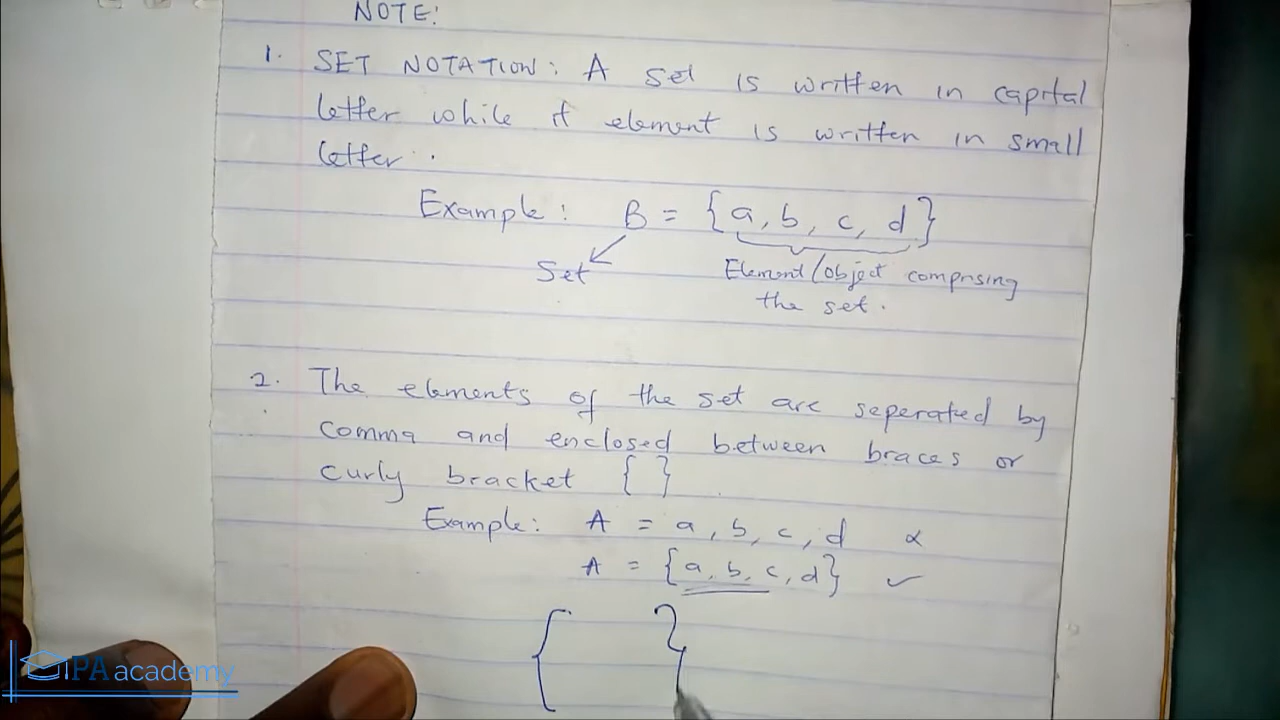 NOTE:
1. SET NOTATION: A set is written in capital
letter while it element is written in small
letter.
Example: B = {a, b, c, d}
Set
Element/object comprising
the set.
2. The elements of the set are seperated by
comma and enclosed between braces or
curly bracket { }
Example: A = a, b, c, d ×
A = {a, b, c, d} ✓
{ }
PA academy